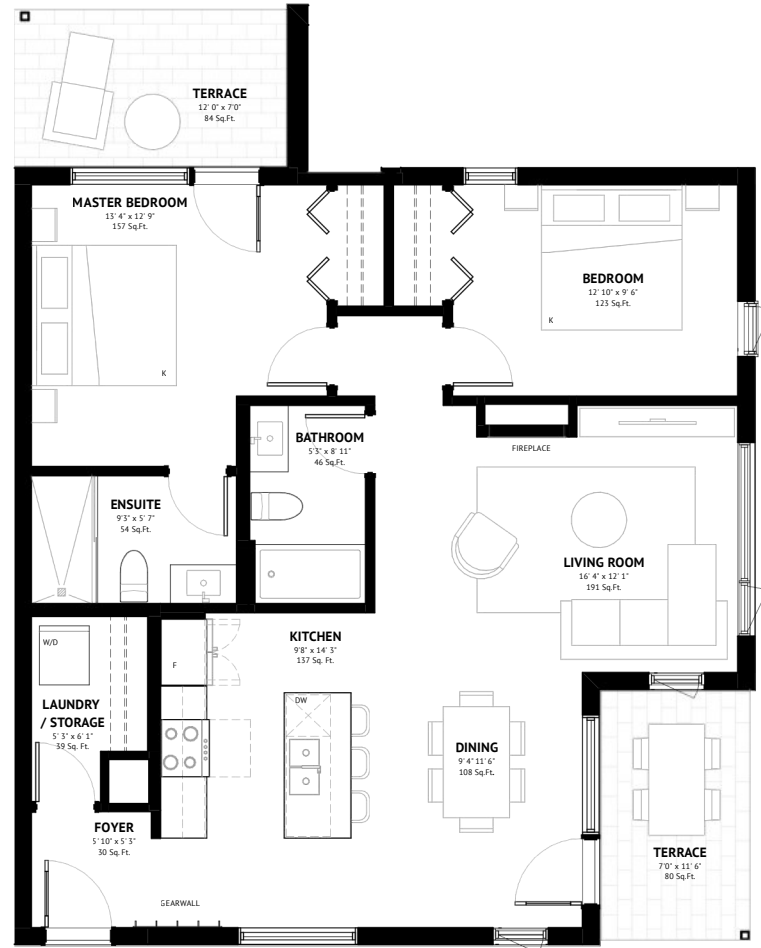 TERRACE
12' 0" x 7'0"
84 Sq.Ft.
MASTER BEDROOM
13' 4" x 12' 9"
157 Sq.Ft.
K
BEDROOM
12' 10" x 9' 6"
123 Sq.Ft.
K
BATHROOM
5'3" x 8' 11"
46 Sq.Ft.
FIREPLACE
ENSUITE
9'3" x 5' 7"
54 Sq.Ft.
LIVING ROOM
16' 4" x 12' 1"
191 Sq.Ft.
KITCHEN
9'8" x 14' 3"
137 Sq. Ft.
W/D
F
DW
LAUNDRY
/ STORAGE
5' 3" x 6' 1"
39 Sq. Ft.
DINING
9' 4" 11' 6"
108 Sq.Ft.
FOYER
5' 10" x 5' 3"
30 Sq. Ft.
TERRACE
7'0" x 11' 6"
80 Sq.Ft.
GEARWALL